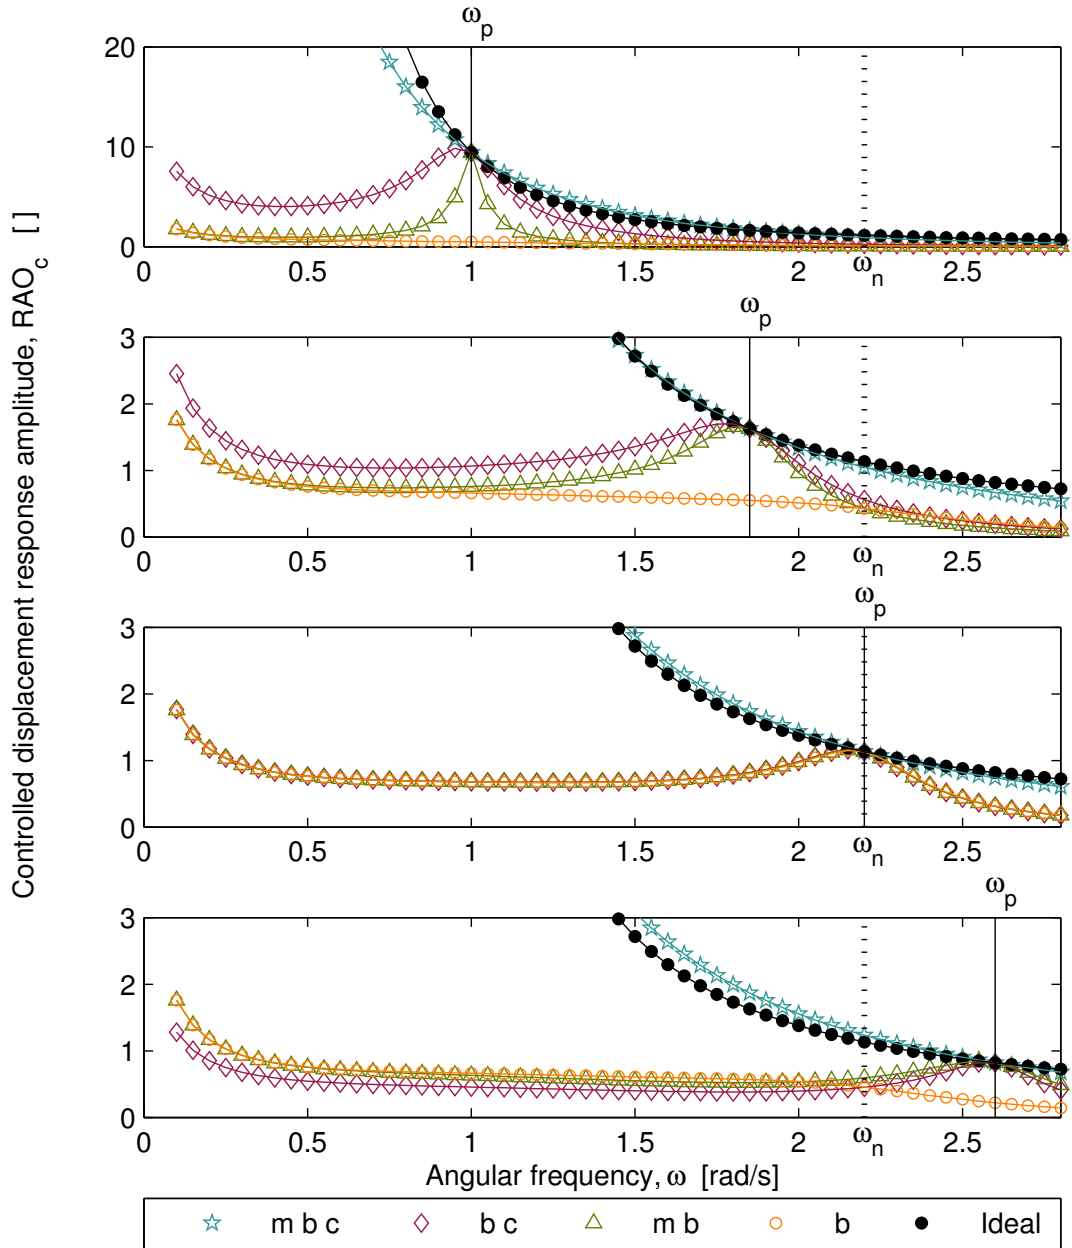 ω_p
20
10
0
0 0.5 1 1.5 2 2.5
ω_n
ω_p
3
2
1
0
0 0.5 1 1.5 2 2.5
ω_n
ω_p
3
2
1
0
0 0.5 1 1.5 2 2.5
ω_n
ω_p
3
2
1
0
0 0.5 1 1.5 2 2.5
ω_n
Controlled displacement response amplitude, RAO_c [ ]
Angular frequency, ω [rad/s]
m b c b c m b b Ideal